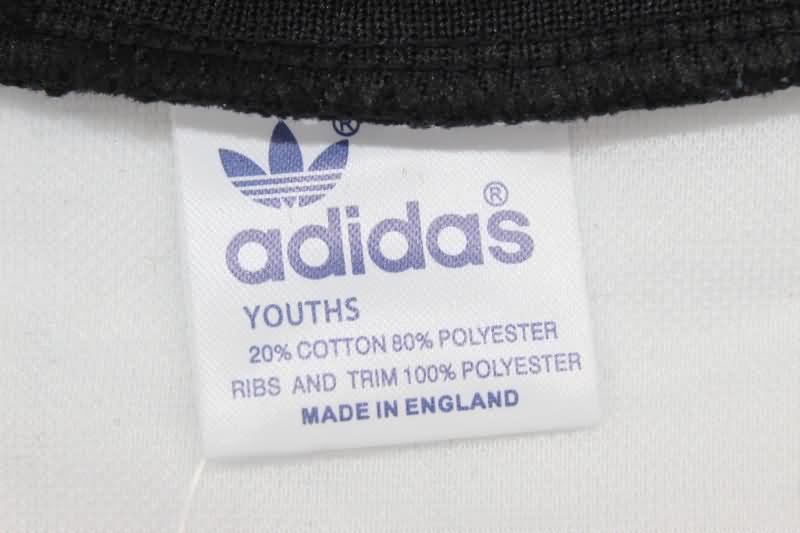 ®
adidas®
YOUTHS
20% COTTON 80% POLYESTER
RIBS AND TRIM 100% POLYESTER
MADE IN ENGLAND